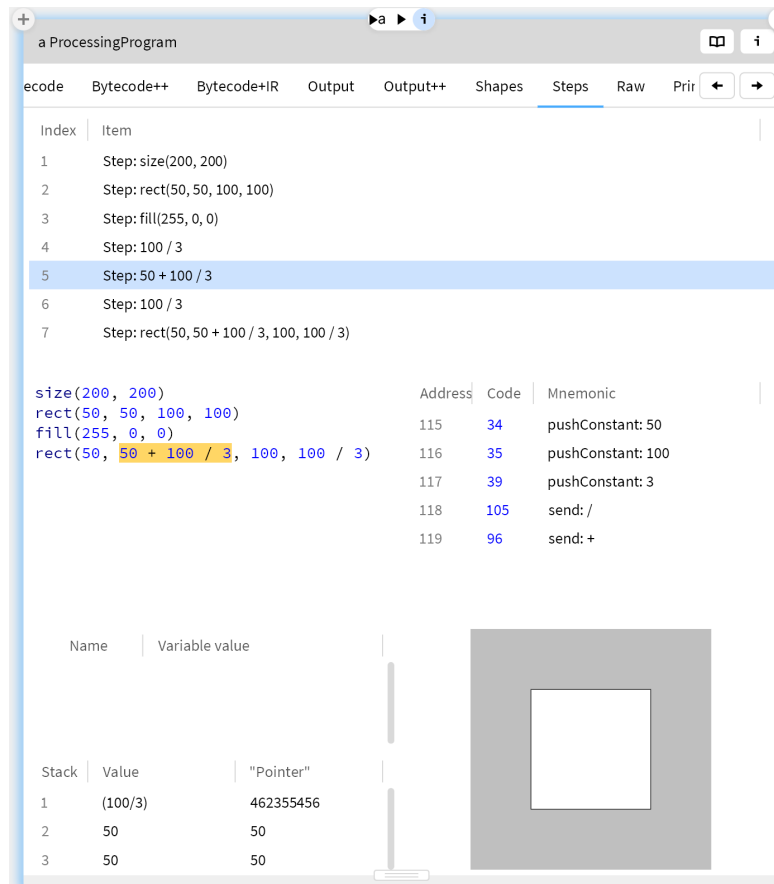 a
i
a ProcessingProgram
i
ecode Bytecode++ Bytecode+IR Output Output++ Shapes Steps Raw Prir
Index Item
1 Step: size(200, 200)
2 Step: rect(50, 50, 100, 100)
3 Step: fill(255, 0, 0)
4 Step: 100 / 3
5 Step: 50 + 100 / 3
6 Step: 100 / 3
7 Step: rect(50, 50 + 100 / 3, 100, 100 / 3)
size(200, 200)
rect(50, 50, 100, 100)
fill(255, 0, 0)
rect(50, 50 + 100 / 3, 100, 100 / 3)
Address Code Mnemonic
115 34 pushConstant: 50
116 35 pushConstant: 100
117 39 pushConstant: 3
118 105 send: /
119 96 send: +
Name Variable value
Stack Value "Pointer"
1 (100/3) 462355456
2 50 50
3 50 50